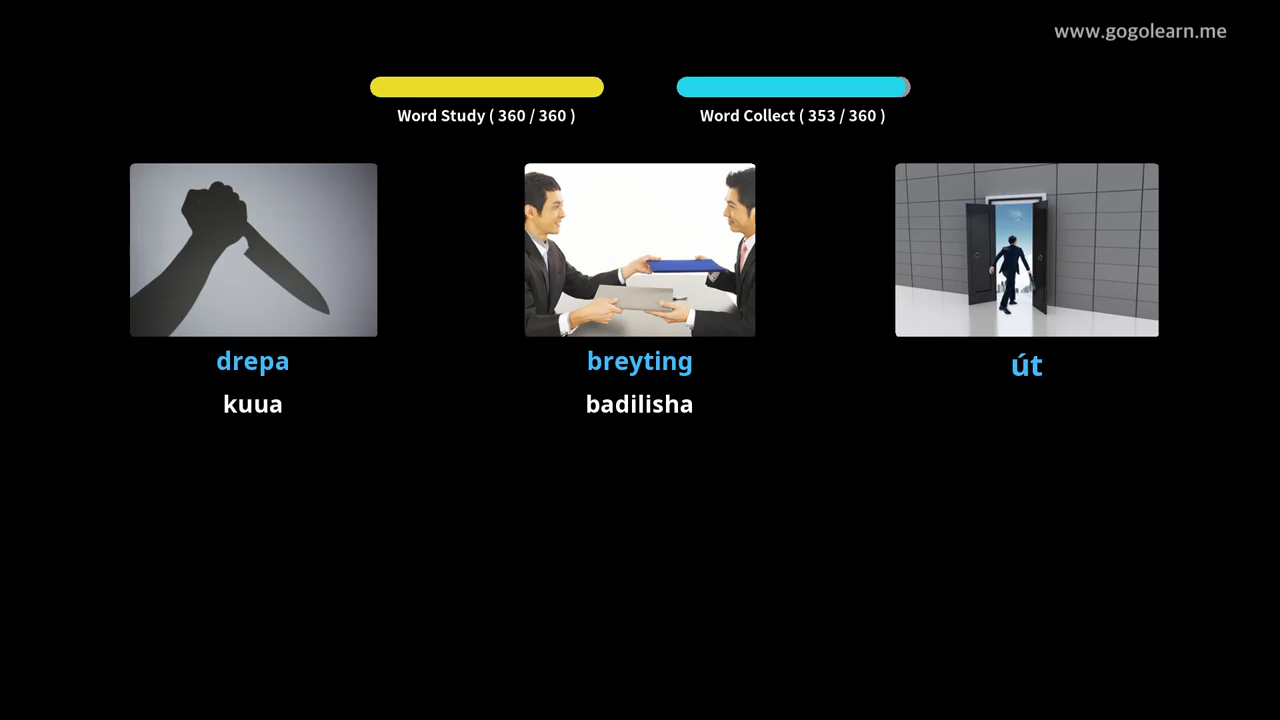 www.gogolearn.me
Word Study ( 360 / 360 )
Word Collect ( 353 / 360 )
drepa
breyting
út
kuua
badilisha